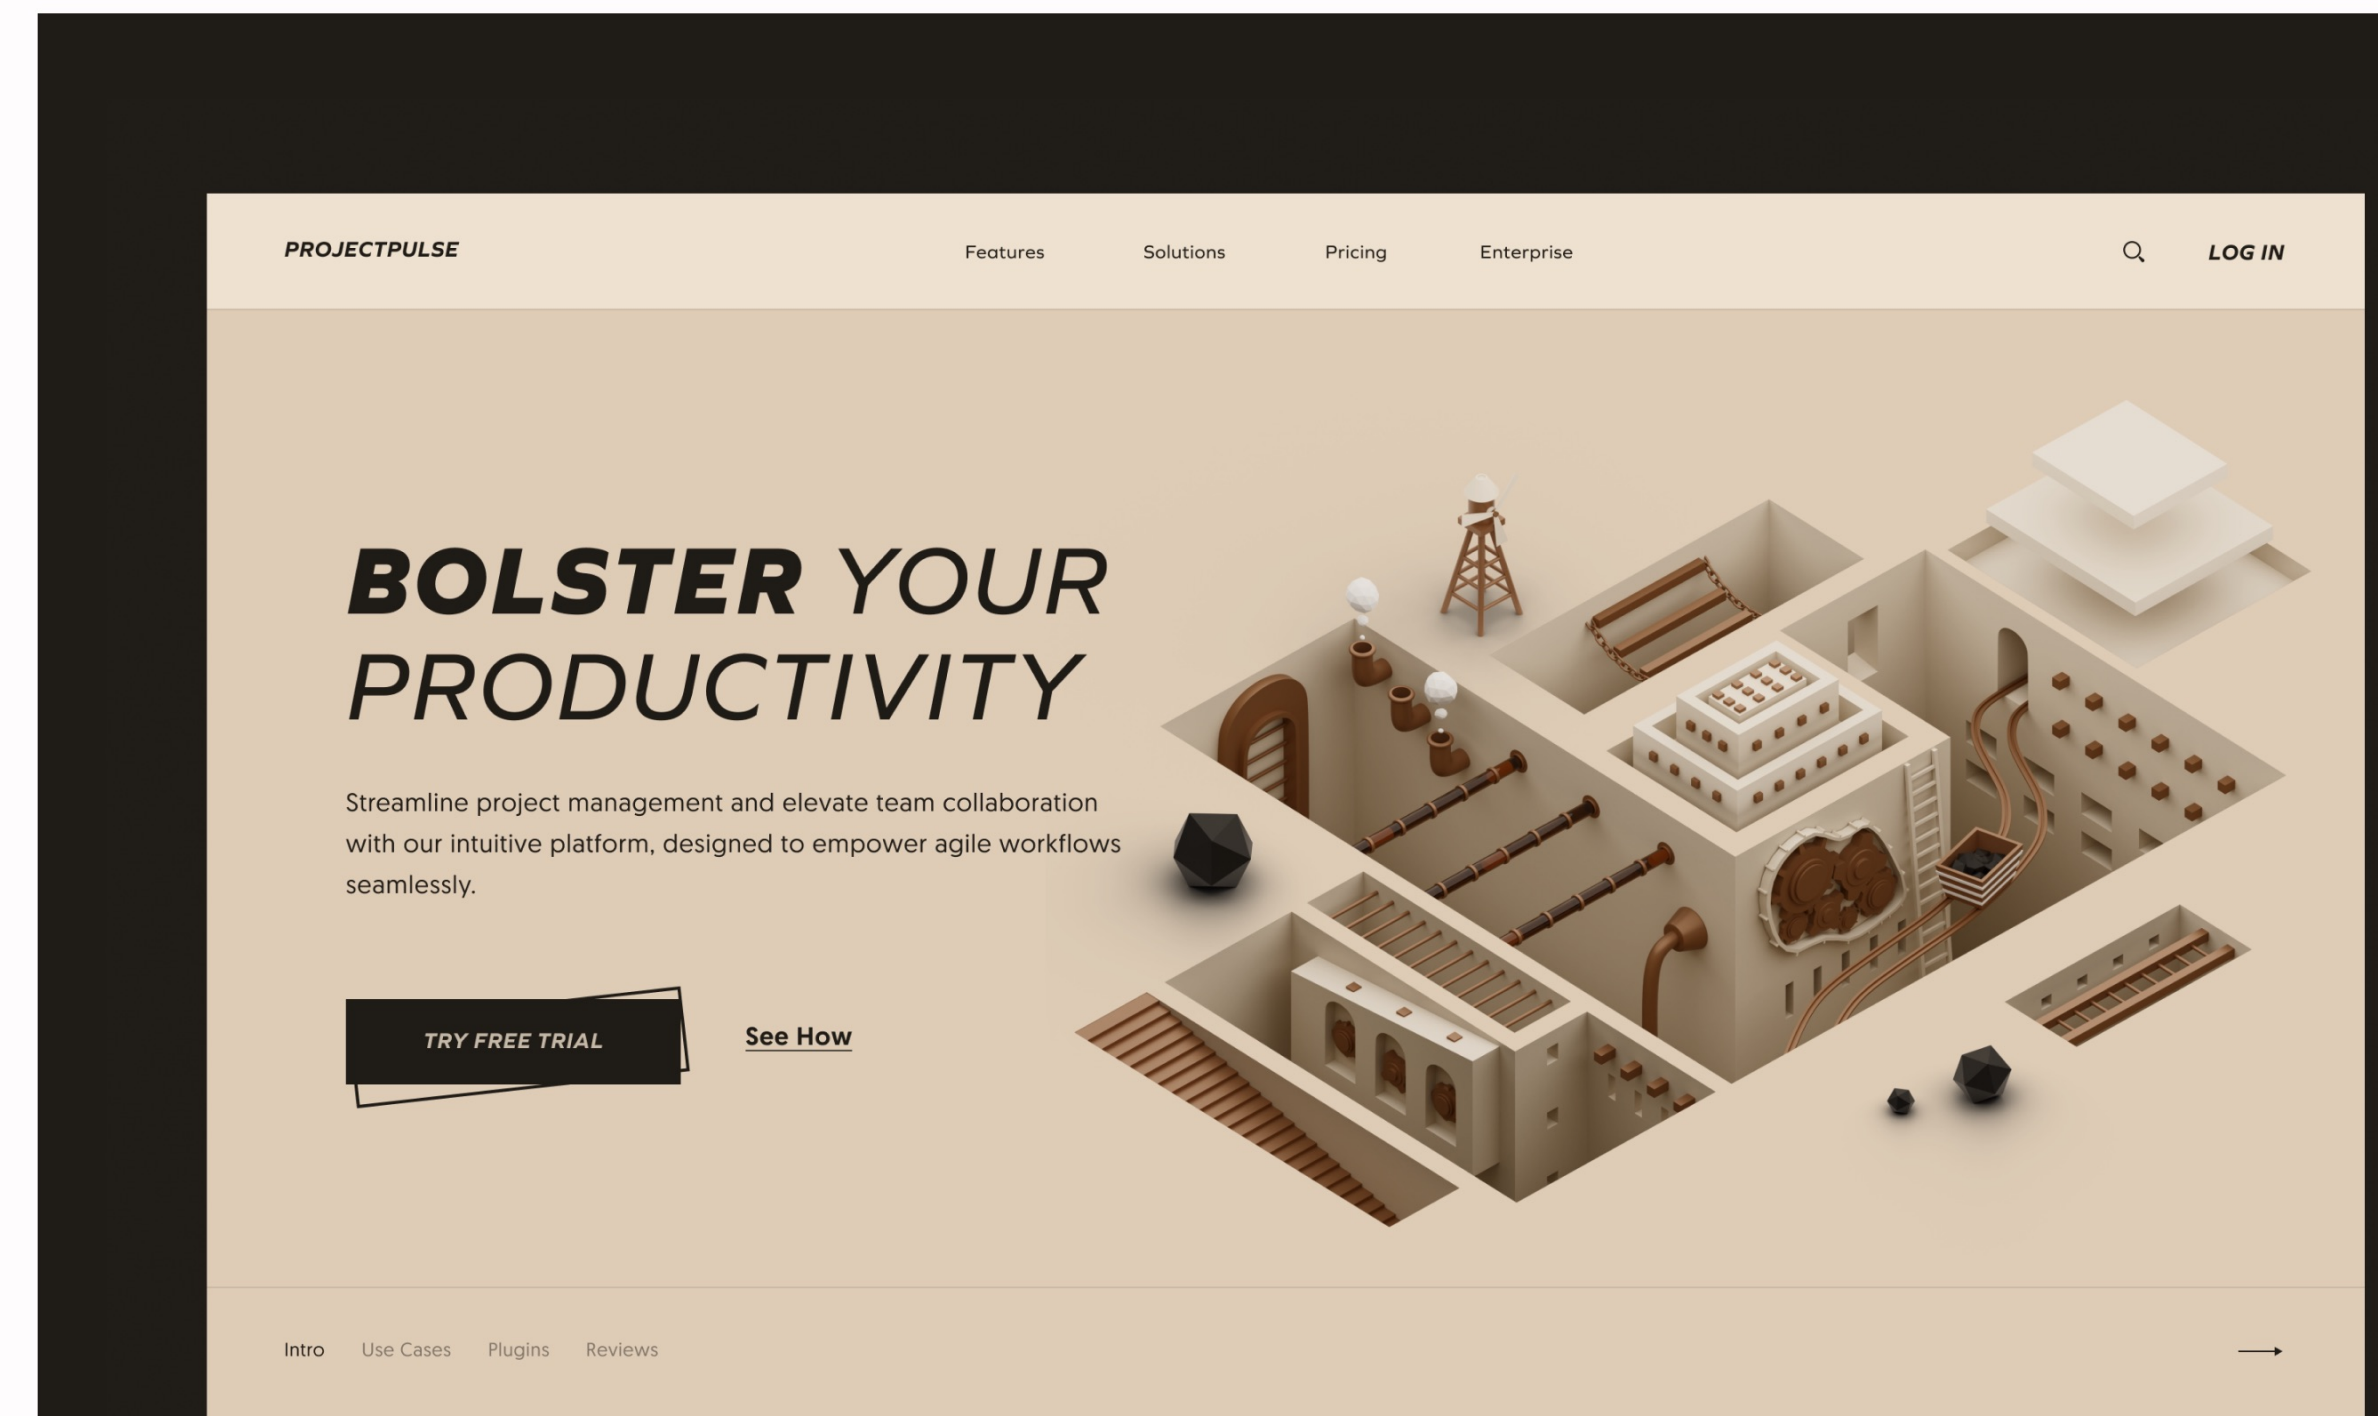 PROJECTPULSE
Features Solutions Pricing Enterprise
LOG IN
BOLSTER YOUR
PRODUCTIVITY
Streamline project management and elevate team collaboration
with our intuitive platform, designed to empower agile workflows
seamlessly.
TRY FREE TRIAL
See How
Intro Use Cases Plugins Reviews